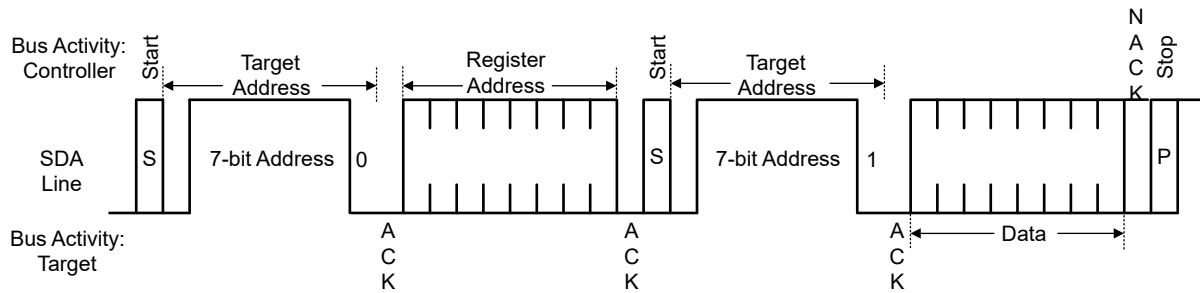 Bus Activity:
Controller
Start
Target
Address
Register
Address
Start
Target
Address
N
A
C
K
Stop
SDA
Line
S
7-bit Address
0
S
7-bit Address
1
P
Bus Activity:
Target
A
C
K
A
C
K
A
C
K
Data